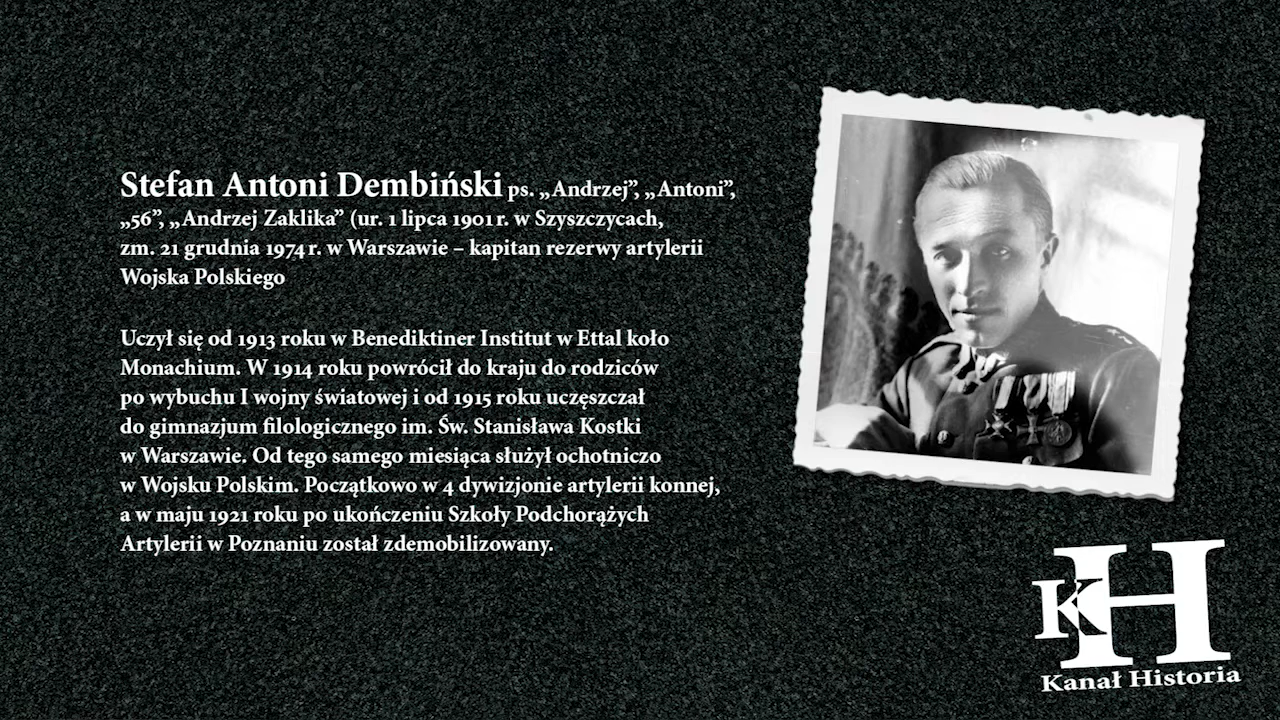 Stefan Antoni Dembiński ps. „Andrzej”, „Antoni”,
„56”, „Andrzej Zaklika” (ur. 1 lipca 1901 r. w Szyszczycach,
zm. 21 grudnia 1974 r. w Warszawie – kapitan rezerwy artylerii
Wojska Polskiego
Uczył się od 1913 roku w Benediktiner Institut w Ettal koło
Monachium. W 1914 roku powrócił do kraju do rodziców
po wybuchu I wojny światowej i od 1915 roku uczęszczał
do gimnazjum filologicznego im. Św. Stanisława Kostki
w Warszawie. Od tego samego miesiąca służył ochotniczo
w Wojsku Polskim. Początkowo w 4 dywizjonie artylerii konnej,
a w maju 1921 roku po ukończeniu Szkoły Podchorążych
Artylerii w Poznaniu został zdemobilizowany.
KH
Kanał Historia